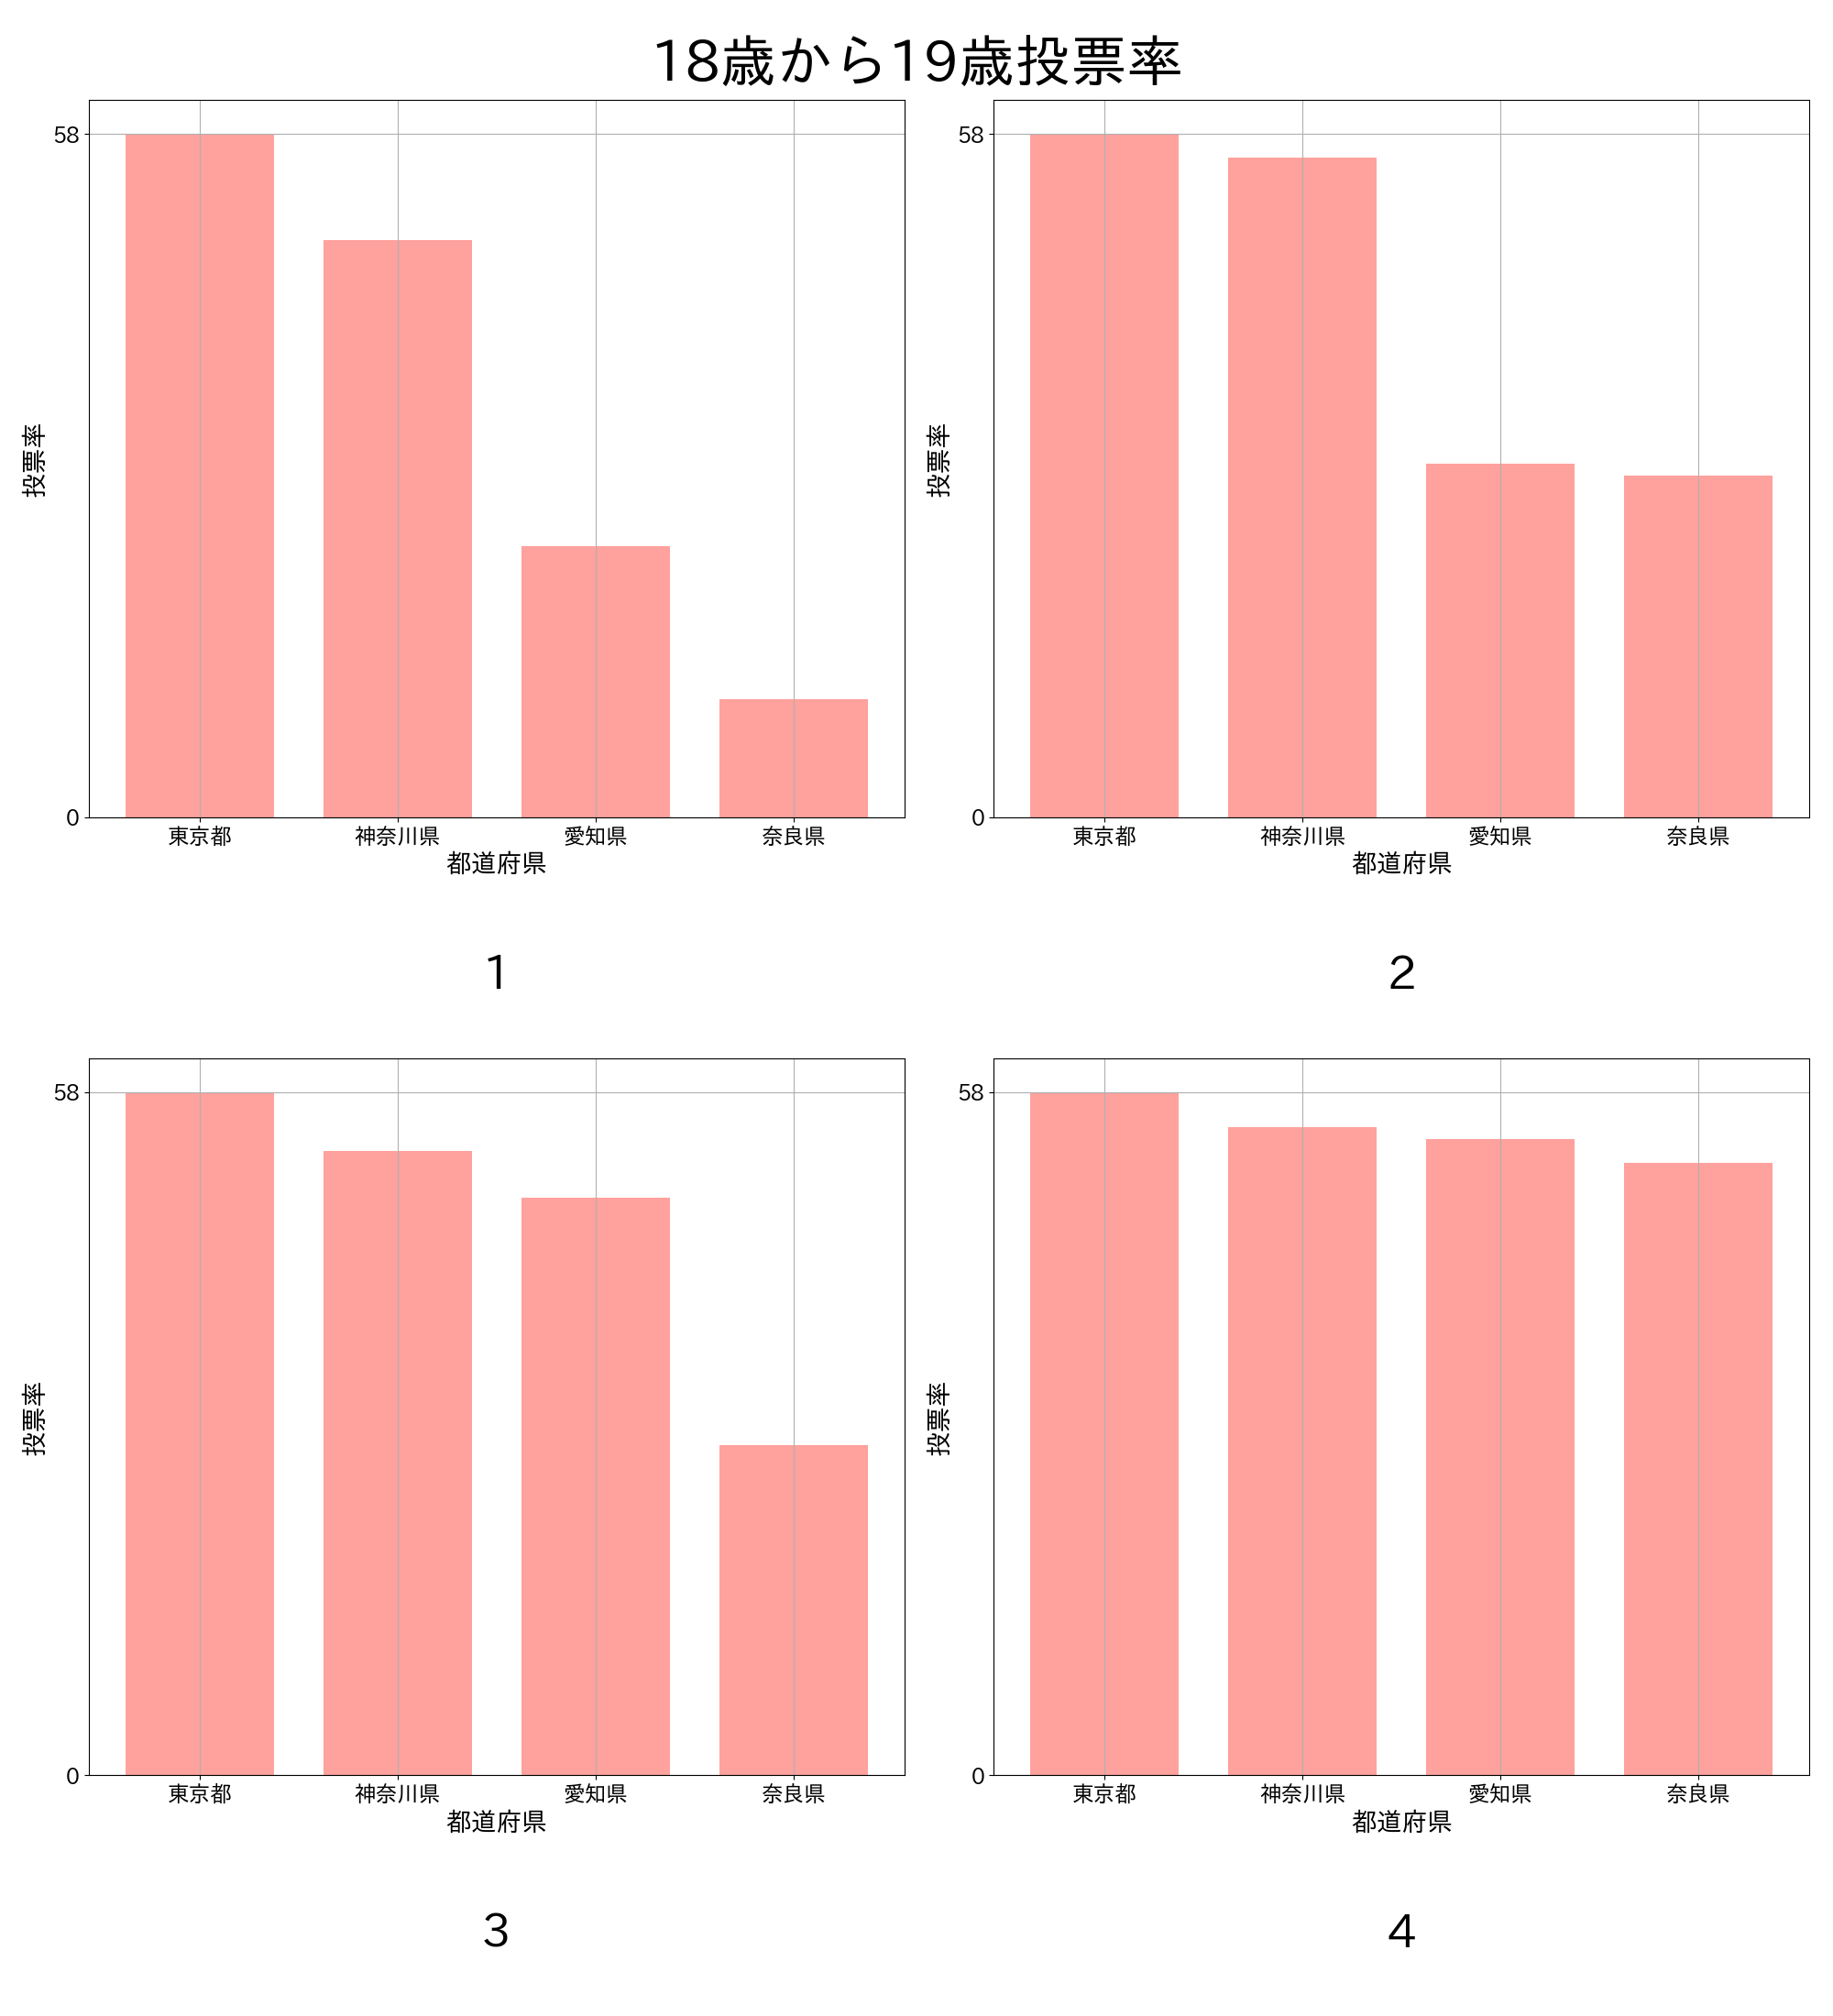 18歳から19歳投票率
58
0
投票率
東京都 神奈川県 愛知県 奈良県
都道府県
1
58
0
投票率
東京都 神奈川県 愛知県 奈良県
都道府県
2
58
0
投票率
東京都 神奈川県 愛知県 奈良県
都道府県
3
58
0
投票率
東京都 神奈川県 愛知県 奈良県
都道府県
4